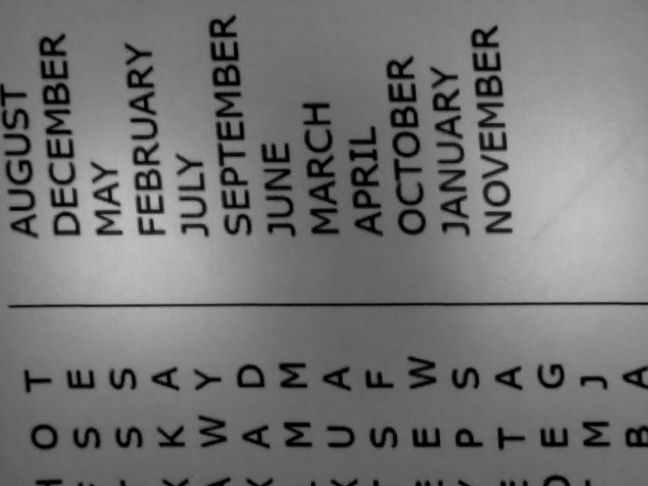 O T
S E
S S
K A
W Y
A D
M M
U A
S F
E W
P S
T A
E G
M J
B A
AUGUST
DECEMBER
MAY
FEBRUARY
JULY
SEPTEMBER
JUNE
MARCH
APRIL
OCTOBER
JANUARY
NOVEMBER